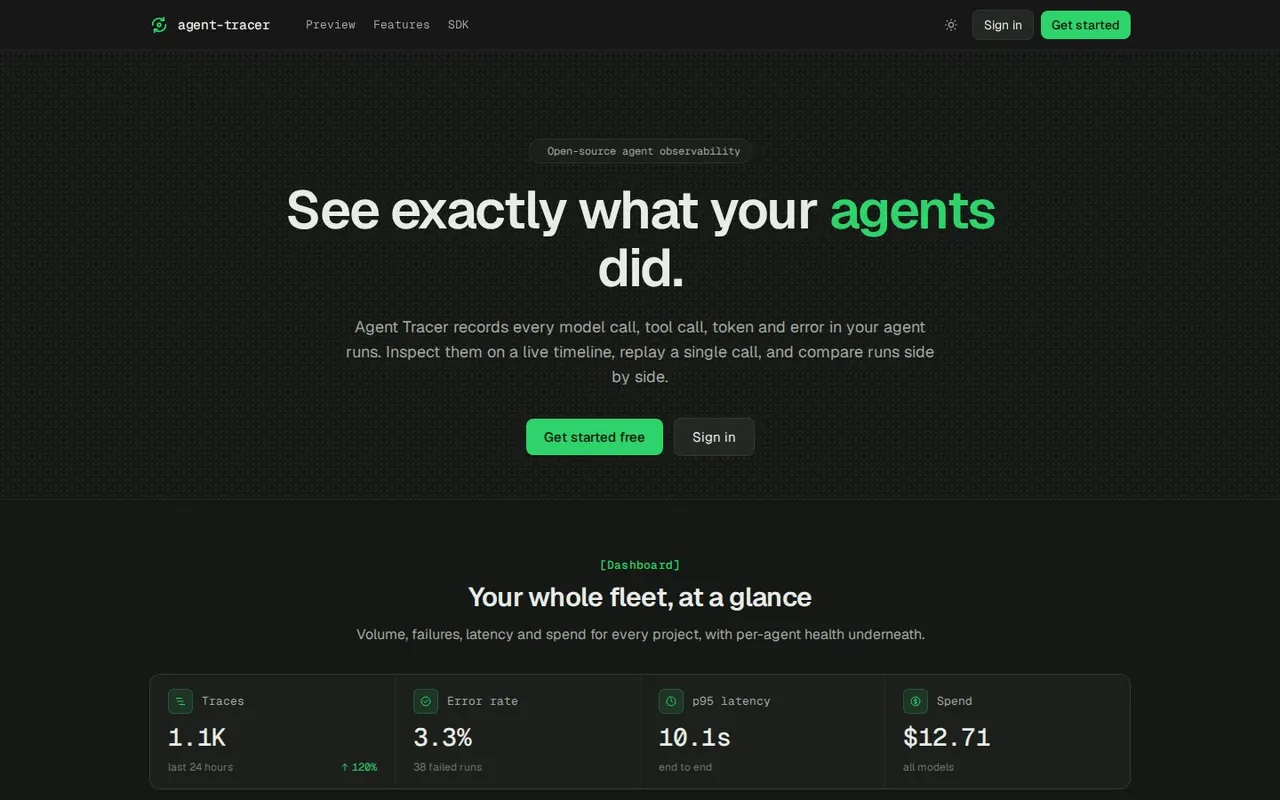 agent-tracer
Preview
Features
SDK
Sign in
Get started
Open-source agent observability
See exactly what your agents
did.
Agent Tracer records every model call, tool call, token and error in your agent
runs. Inspect them on a live timeline, replay a single call, and compare runs side
by side.
Get started free
Sign in
[Dashboard]
Your whole fleet, at a glance
Volume, failures, latency and spend for every project, with per-agent health underneath.
Traces
1.1K
last 24 hours
↑ 120%
Error rate
3.3%
38 failed runs
p95 latency
10.1s
end to end
Spend
$12.71
all models